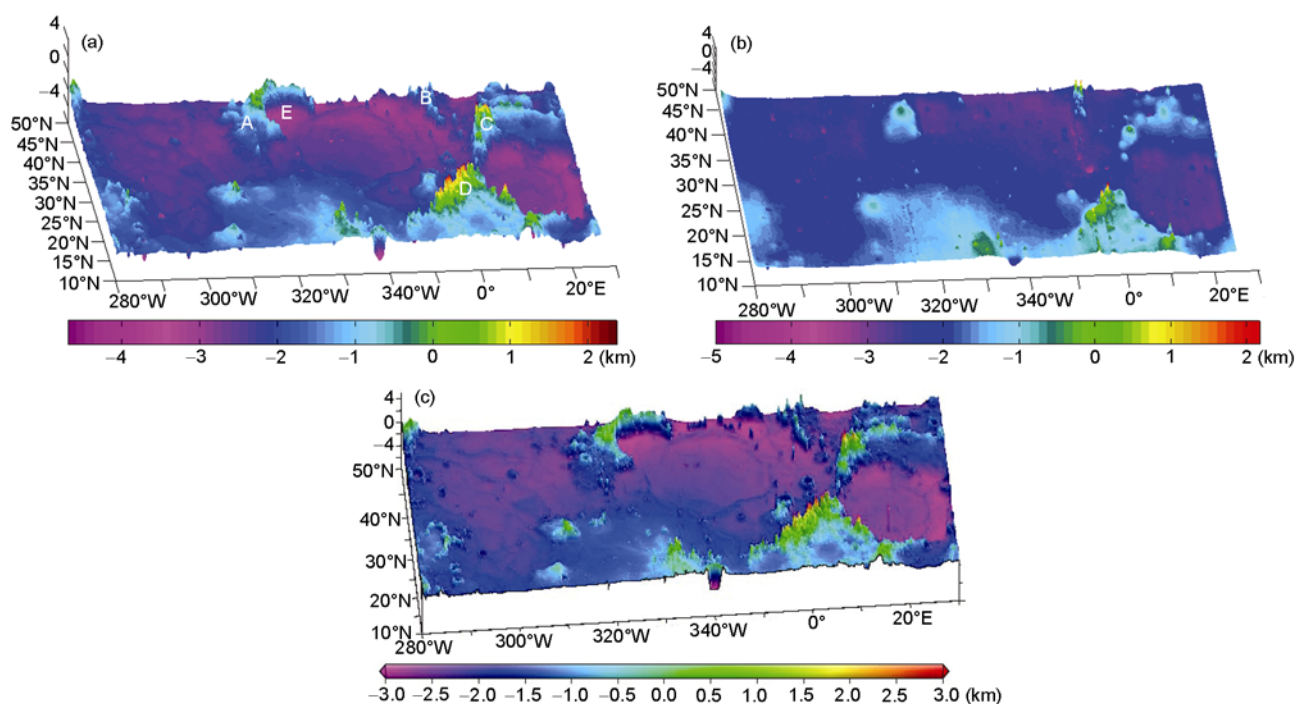 (a)
4
0
−4
50°N
45°N
40°N
35°N
30°N
25°N
20°N
15°N
10°N
A
E
B
C
D
280°W
300°W
320°W
340°W
0°
20°E
−4
−3
−2
−1
0
1
2 (km)
(b)
4
0
−4
50°N
45°N
40°N
35°N
30°N
25°N
20°N
15°N
10°N
280°W
300°W
320°W
340°W
0°
20°E
−5
−4
−3
−2
−1
0
1
2 (km)
(c)
4
0
−4
50°N
40°N
30°N
20°N
10°N
280°W
300°W
320°W
340°W
0°
20°E
−3.0
−2.5
−2.0
−1.5
−1.0
−0.5
0.0
0.5
1.0
1.5
2.0
2.5
3.0 (km)